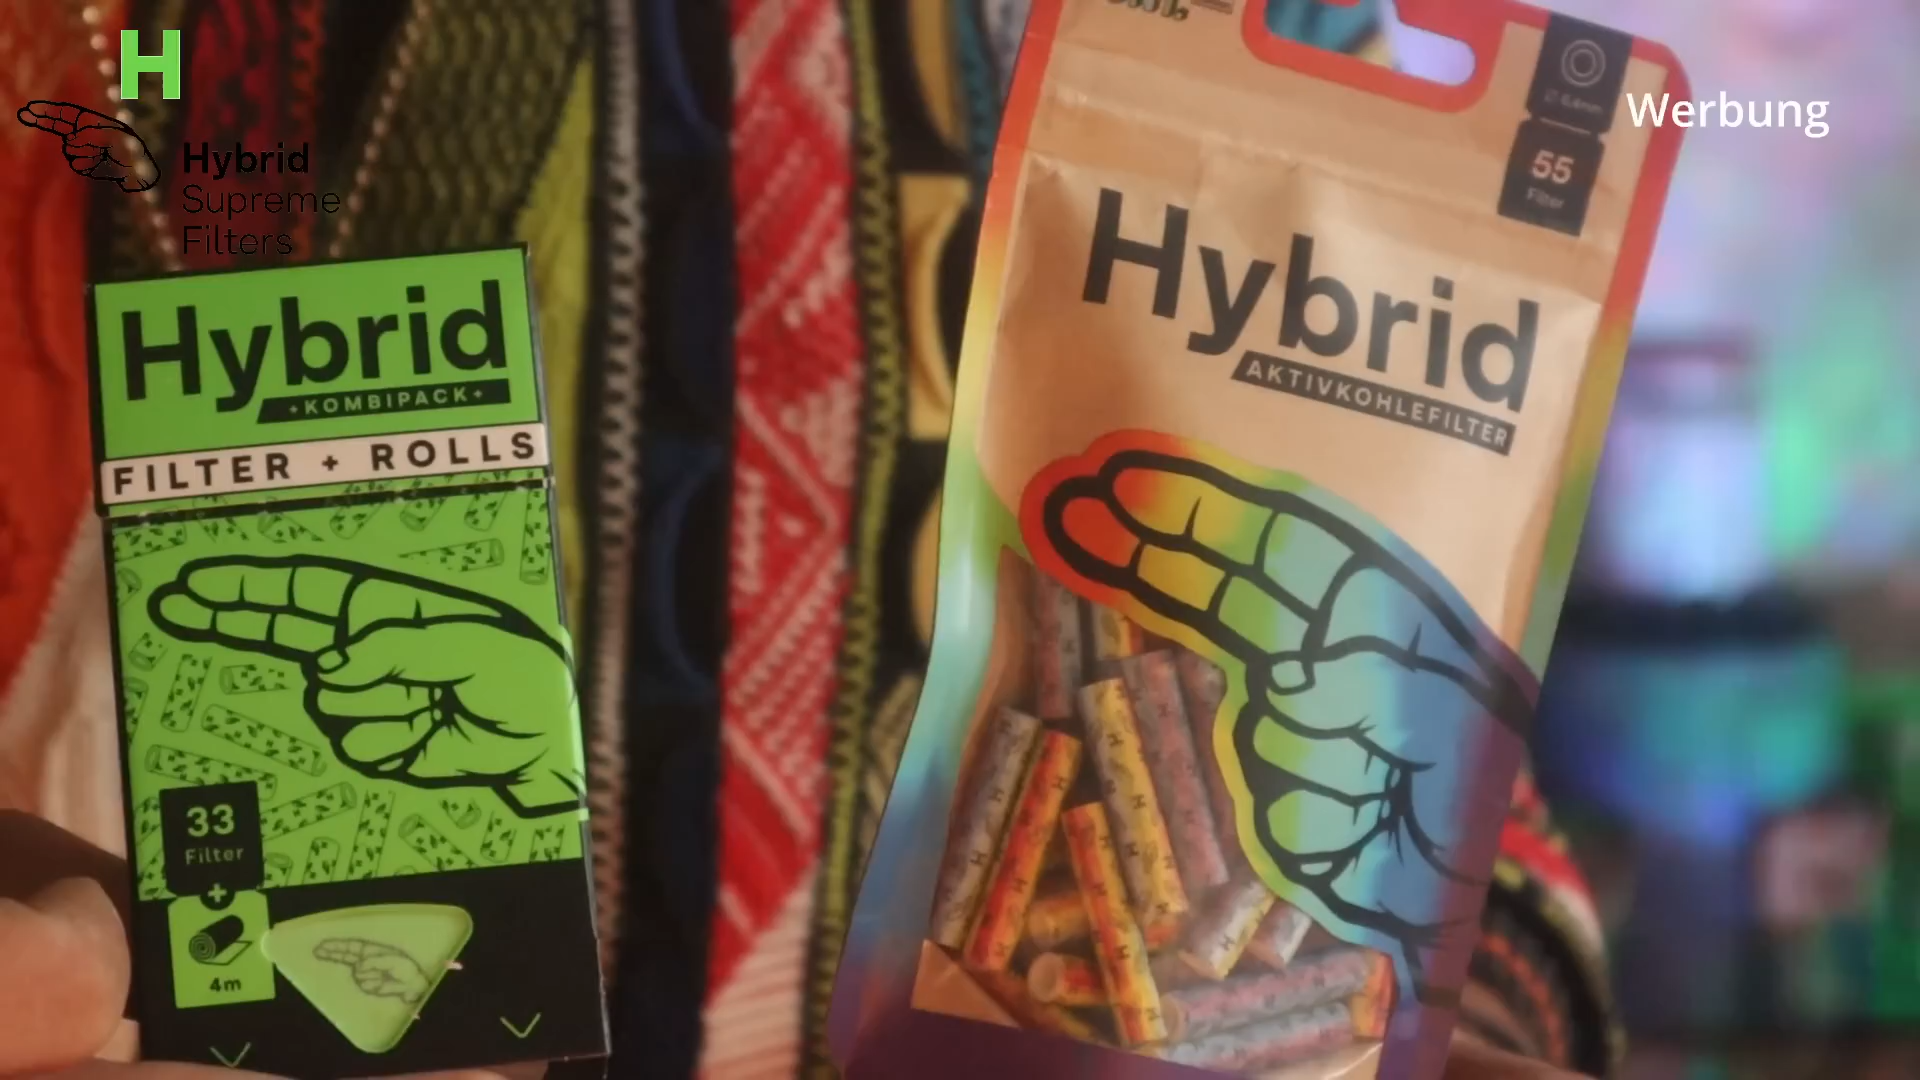 H
Hybrid
Supreme
Filters
Werbung
Hybrid
+KOMBIPACK+
FILTER + ROLLS
33
Filter
+
4m
55
Filter
Hybrid
AKTIVKOHLEFILTER